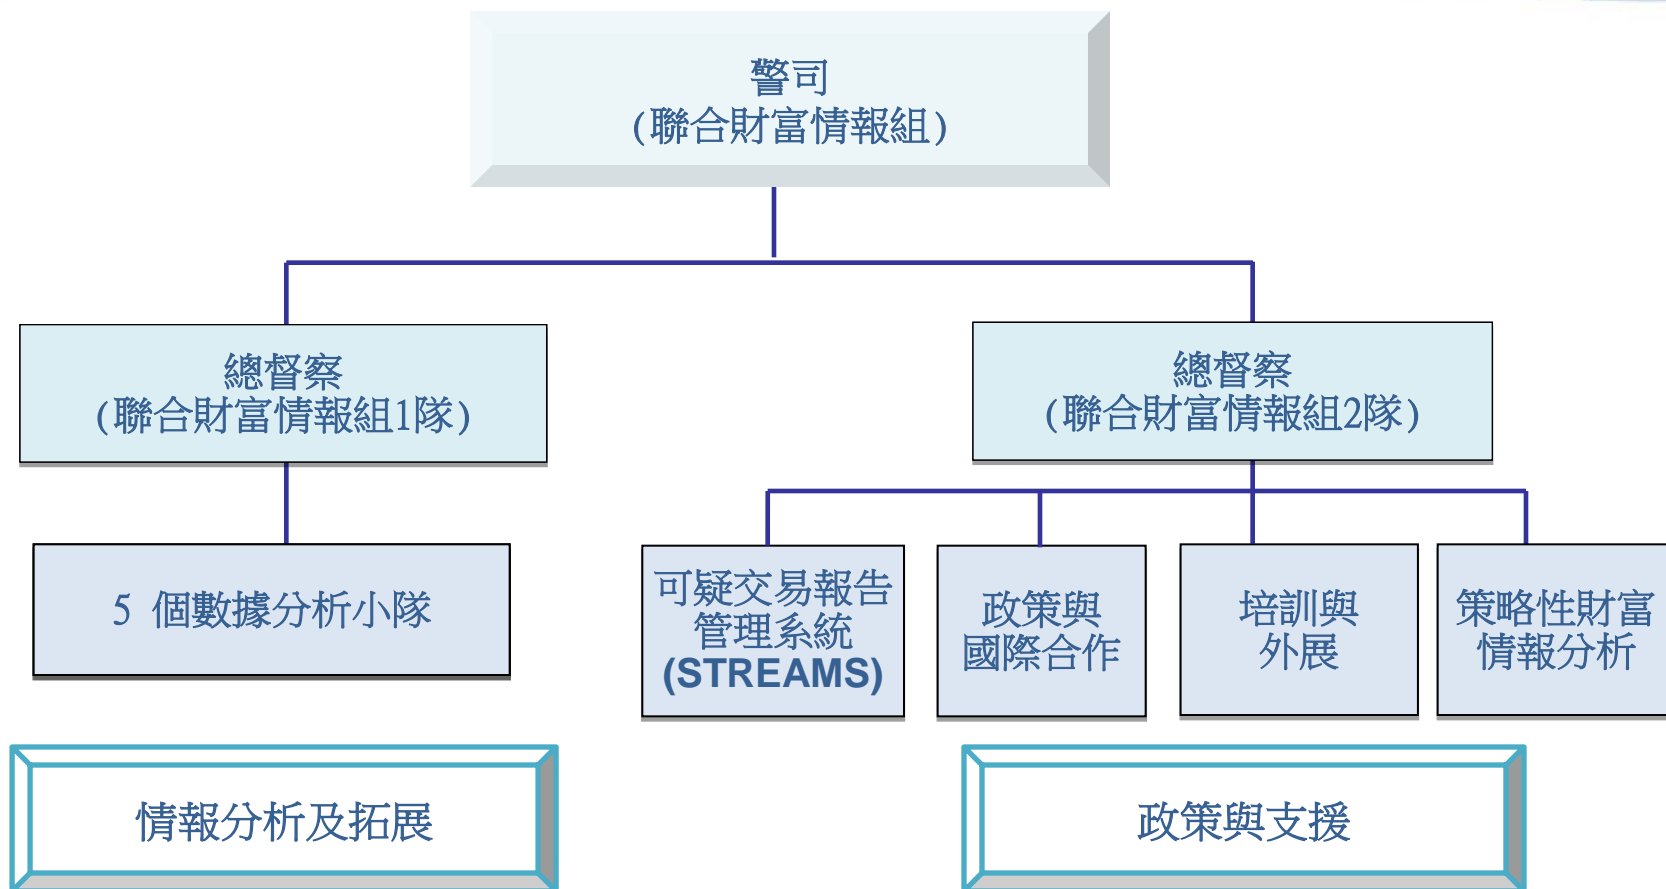 警司
(聯合財富情報組)
總督察
(聯合財富情報組1隊)
總督察
(聯合財富情報組2隊)
5 個數據分析小隊
可疑交易報告
管理系統
(STREAMS)
政策與
國際合作
培訓與
外展
策略性財富
情報分析
情報分析及拓展
政策與支援